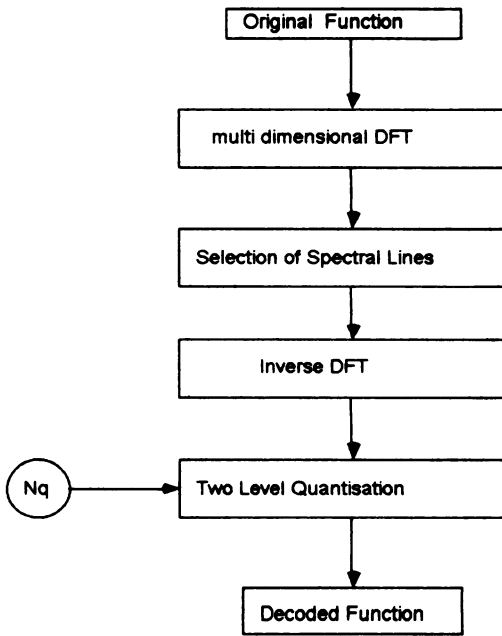 Original Function
multi dimensional DFT
Selection of Spectral Lines
Inverse DFT
Nq
Two Level Quantisation
Decoded Function